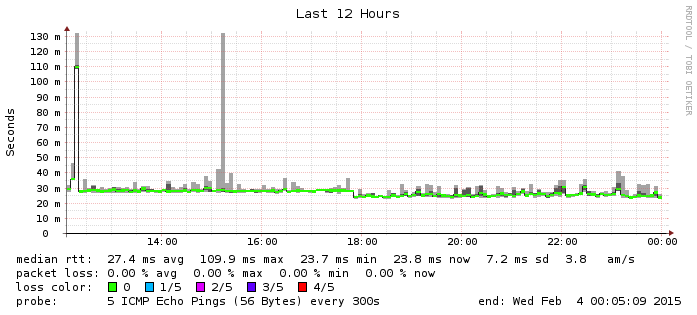 Last 12 Hours
RRDTOOL / TOBI OETIKER
Seconds
130 m
120 m
110 m
100 m
90 m
80 m
70 m
60 m
50 m
40 m
30 m
20 m
10 m
0
14:00 16:00 18:00 20:00 22:00 00:00
median rtt: 27.4 ms avg 109.9 ms max 23.7 ms min 23.8 ms now 7.2 ms sd 3.8 am/s
packet loss: 0.00 % avg 0.00 % max 0.00 % min 0.00 % now
loss color: 0 1/5 2/5 3/5 4/5
probe: 5 ICMP Echo Pings (56 Bytes) every 300s end: Wed Feb 4 00:05:09 2015